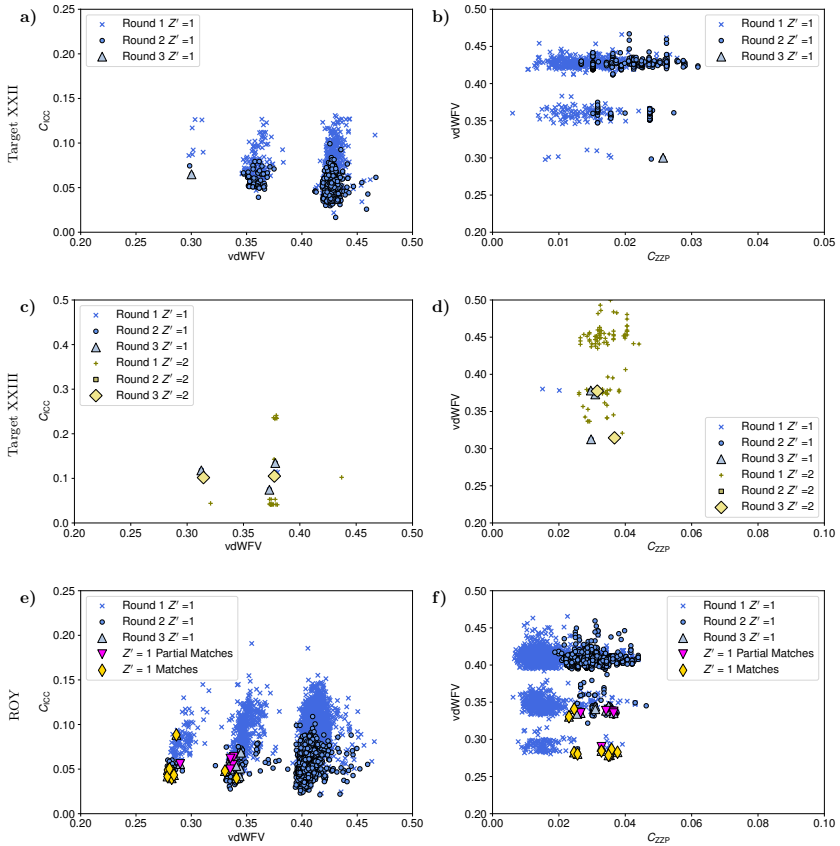 a)
0.25
0.20
0.15
0.10
0.05
0.00
0.20
0.25
0.30
0.35
0.40
0.45
0.50
vdWFV
C_ICC
Target XXII
Round 1 Z′ =1
Round 2 Z′ =1
Round 3 Z′ =1
b)
0.50
0.45
0.40
0.35
0.30
0.25
0.20
0.00
0.01
0.02
0.03
0.04
0.05
C_ZZP
vdWFV
Round 1 Z′ =1
Round 2 Z′ =1
Round 3 Z′ =1
c)
0.5
0.4
0.3
0.2
0.1
0.0
0.20
0.25
0.30
0.35
0.40
0.45
0.50
vdWFV
C_ICC
Target XXIII
Round 1 Z′ =1
Round 2 Z′ =1
Round 3 Z′ =1
Round 1 Z′ =2
Round 2 Z′ =2
Round 3 Z′ =2
d)
0.50
0.45
0.40
0.35
0.30
0.25
0.20
0.00
0.02
0.04
0.06
0.08
0.10
C_ZZP
vdWFV
Round 1 Z′ =1
Round 2 Z′ =1
Round 3 Z′ =1
Round 1 Z′ =2
Round 2 Z′ =2
Round 3 Z′ =2
e)
0.25
0.20
0.15
0.10
0.05
0.00
0.20
0.25
0.30
0.35
0.40
0.45
0.50
vdWFV
C_ICC
ROY
Round 1 Z′ =1
Round 2 Z′ =1
Round 3 Z′ =1
Z′ = 1 Partial Matches
Z′ = 1 Matches
f)
0.50
0.45
0.40
0.35
0.30
0.25
0.20
0.00
0.02
0.04
0.06
0.08
0.10
C_ZZP
vdWFV
Round 1 Z′ =1
Round 2 Z′ =1
Round 3 Z′ =1
Z′ = 1 Partial Matches
Z′ = 1 Matches